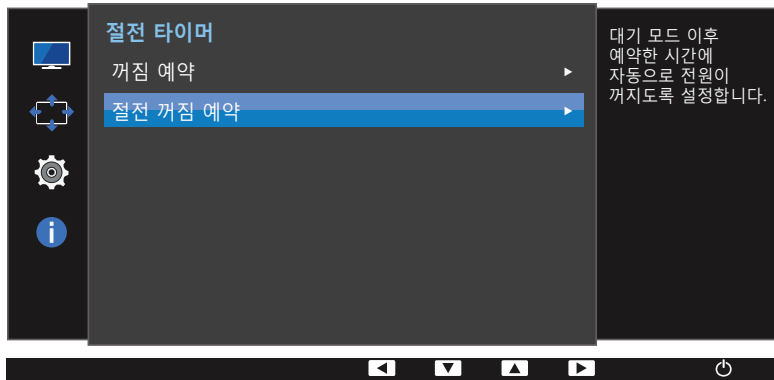 절전 타이머
꺼짐 예약
절전 꺼짐 예약
대기 모드 이후
예약한 시간에
자동으로 전원이
꺼지도록 설정합니다.